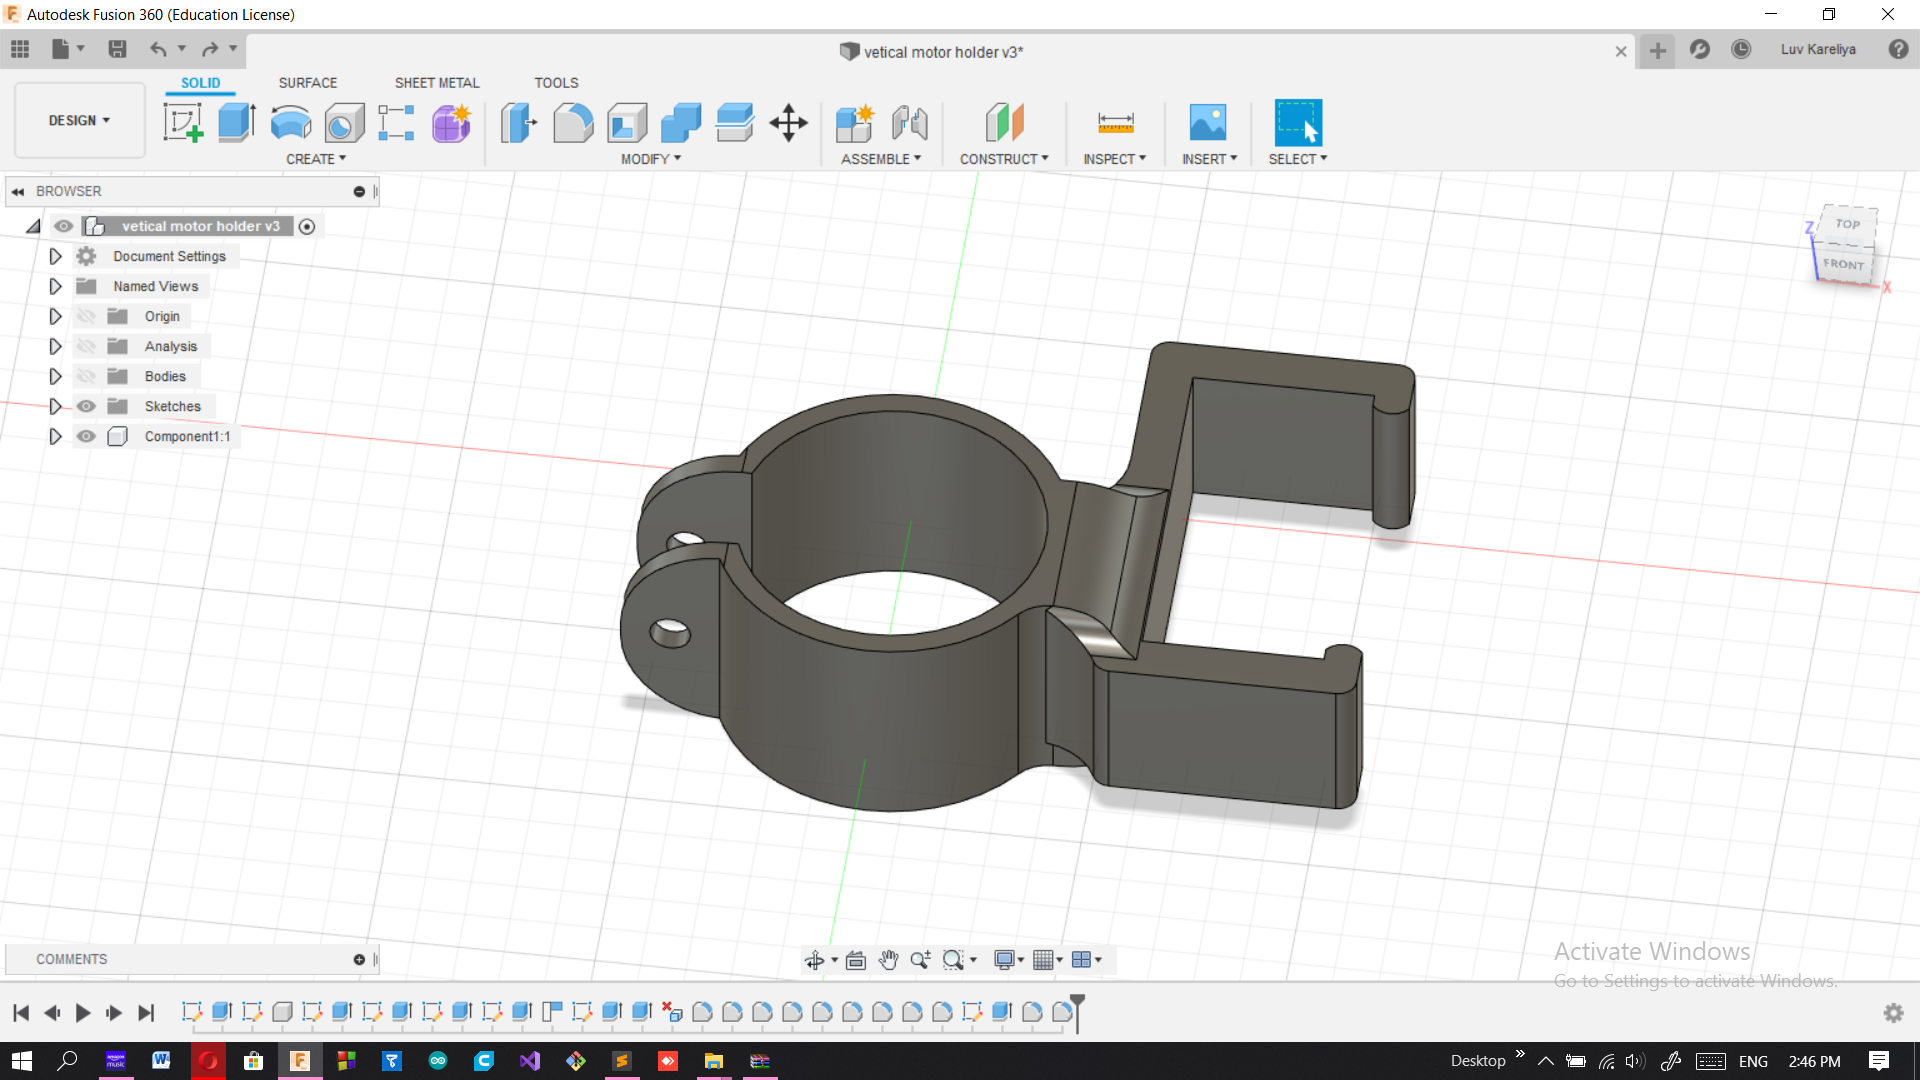 Autodesk Fusion 360 (Education License)
vetical motor holder v3*
Luv Kareliya
SOLID SURFACE SHEET METAL TOOLS
DESIGN
CREATE MODIFY ASSEMBLE CONSTRUCT INSPECT INSERT SELECT
BROWSER
vetical motor holder v3
Document Settings
Named Views
Origin
Analysis
Bodies
Sketches
Component1:1
TOP
FRONT
Z
X
COMMENTS
Activate Windows
Go to Settings to activate Windows.
Desktop
ENG
2:46 PM